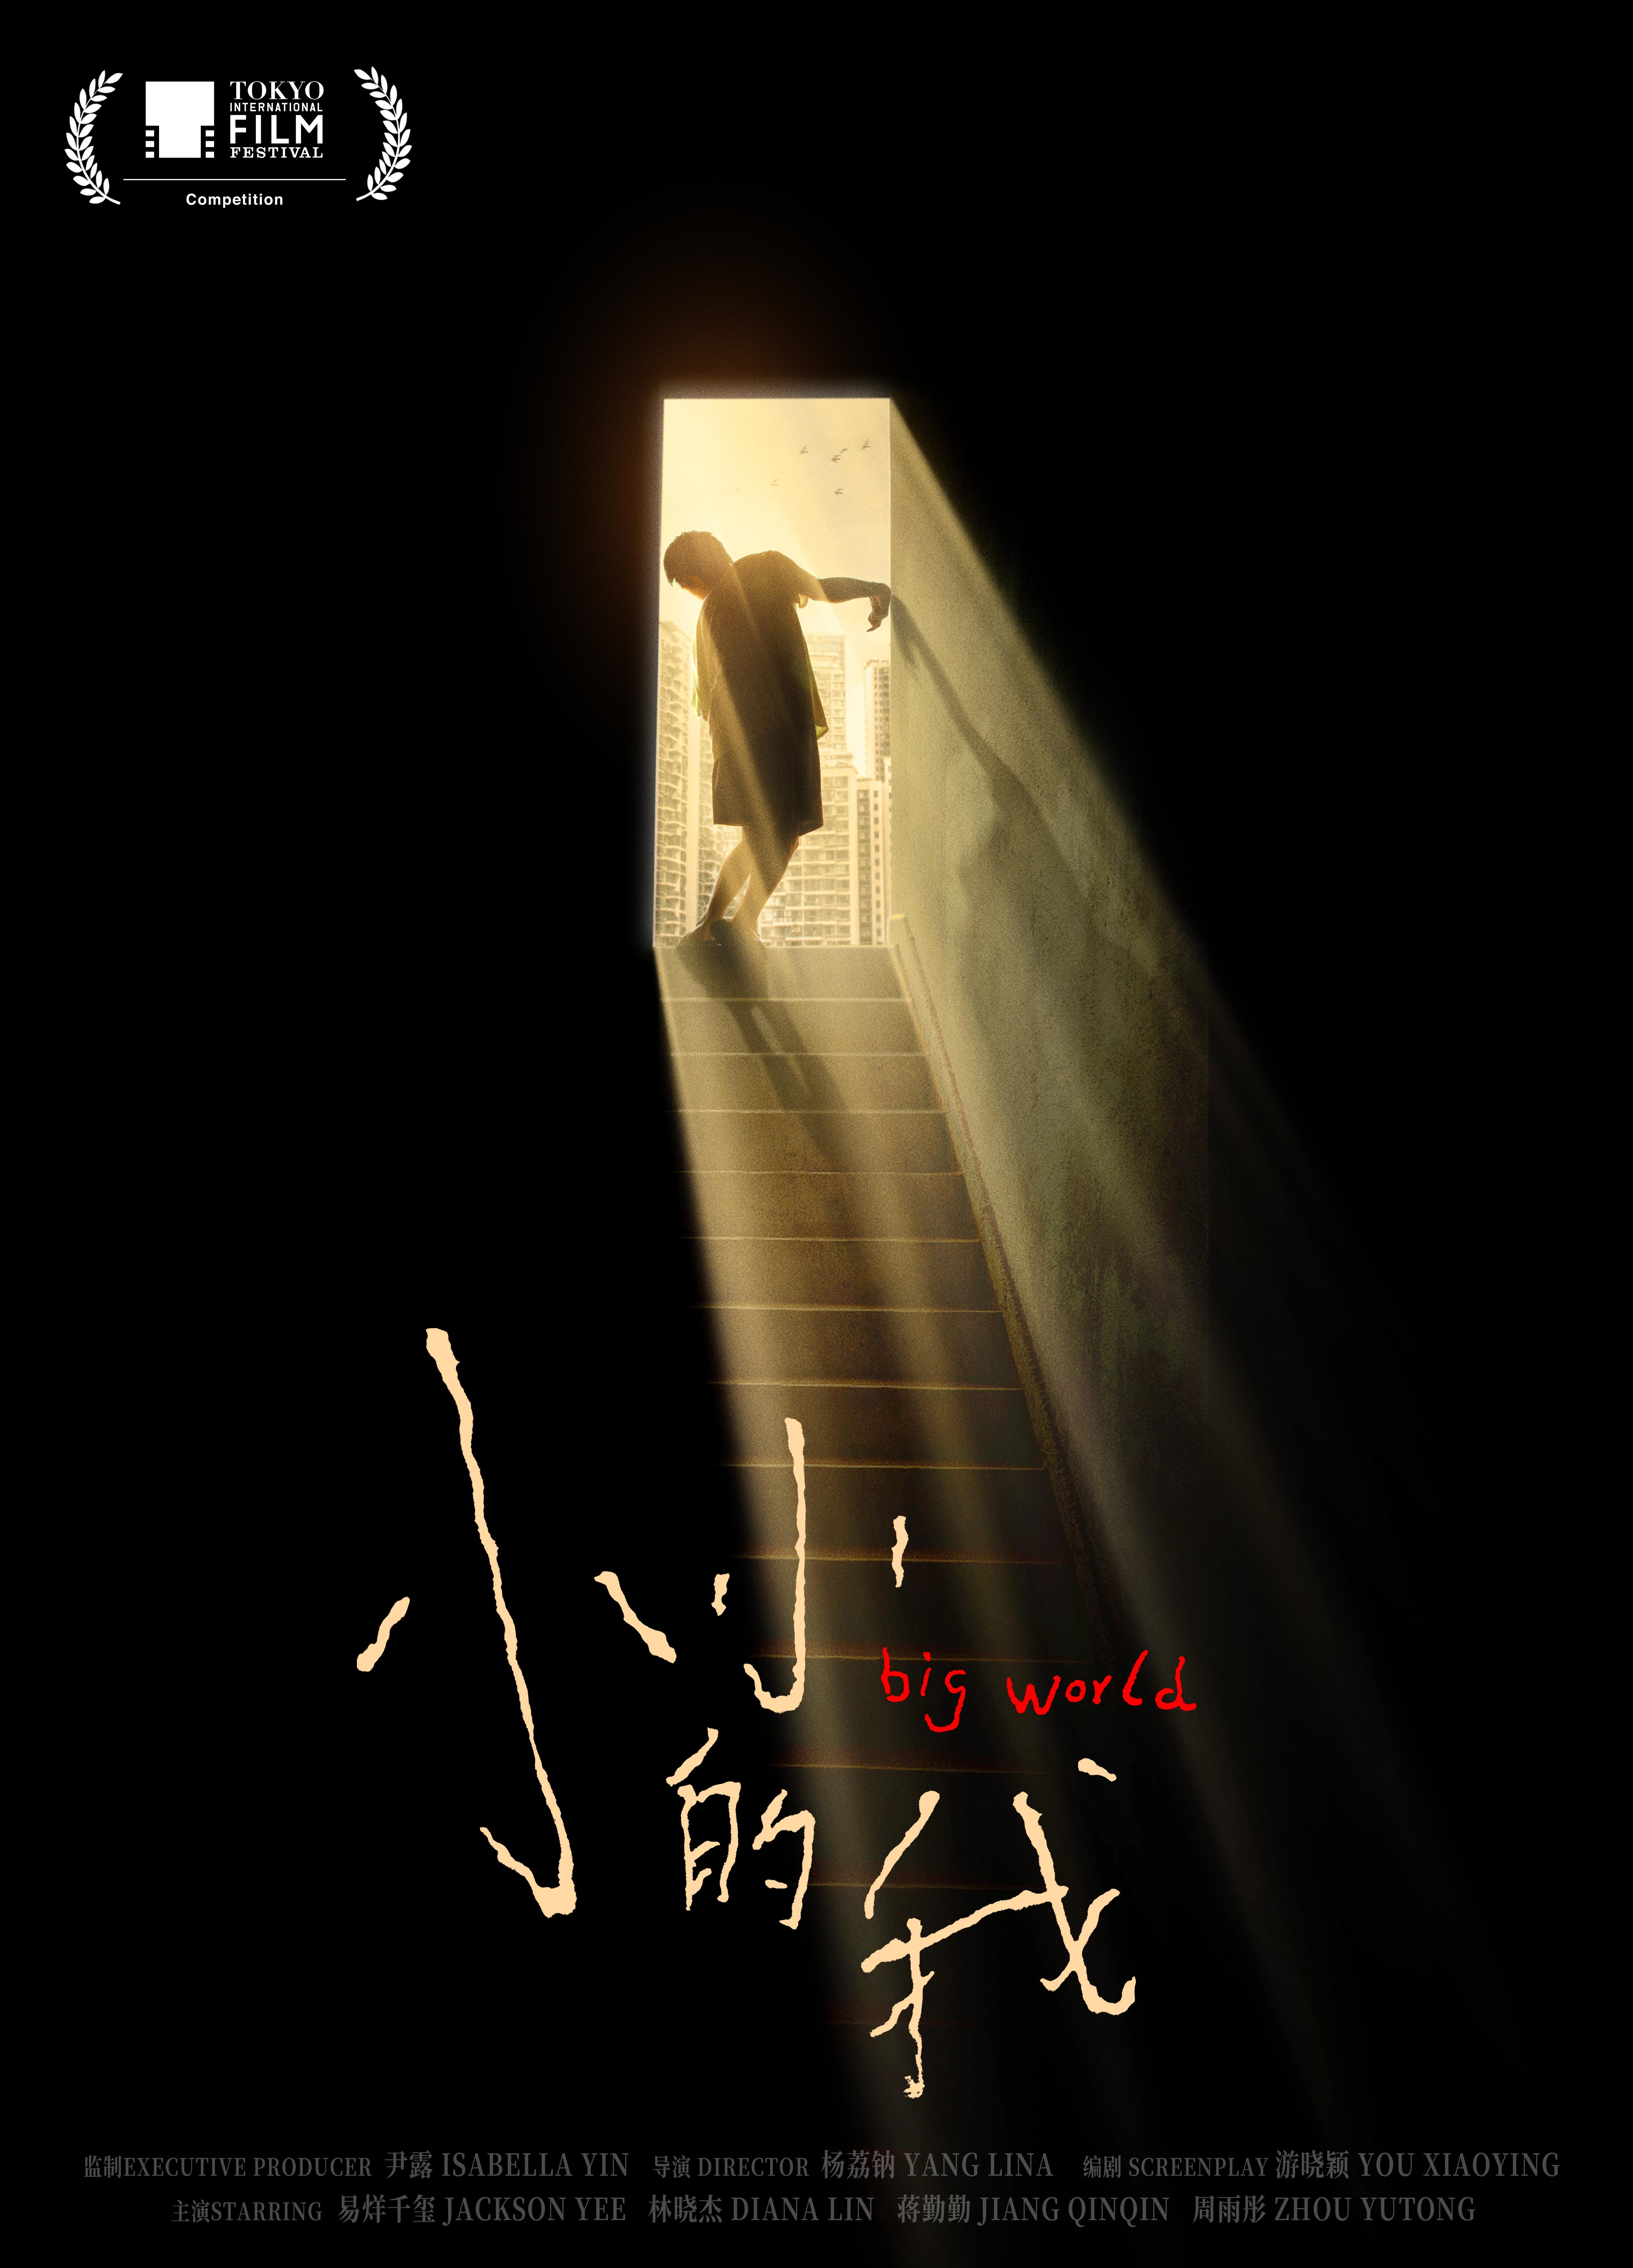 TOKYO
INTERNATIONAL
FILM
FESTIVAL
Competition
小小
big world
的我
监制EXECUTIVE PRODUCER 尹露 ISABELLA YIN 导演 DIRECTOR 杨荔钠 YANG LINA 编剧 SCREENPLAY 游晓颖 YOU XIAOYING
主演STARRING 易烊千玺 JACKSON YEE 林晓杰 DIANA LIN 蒋勤勤 JIANG QINQIN 周雨彤 ZHOU YUTONG